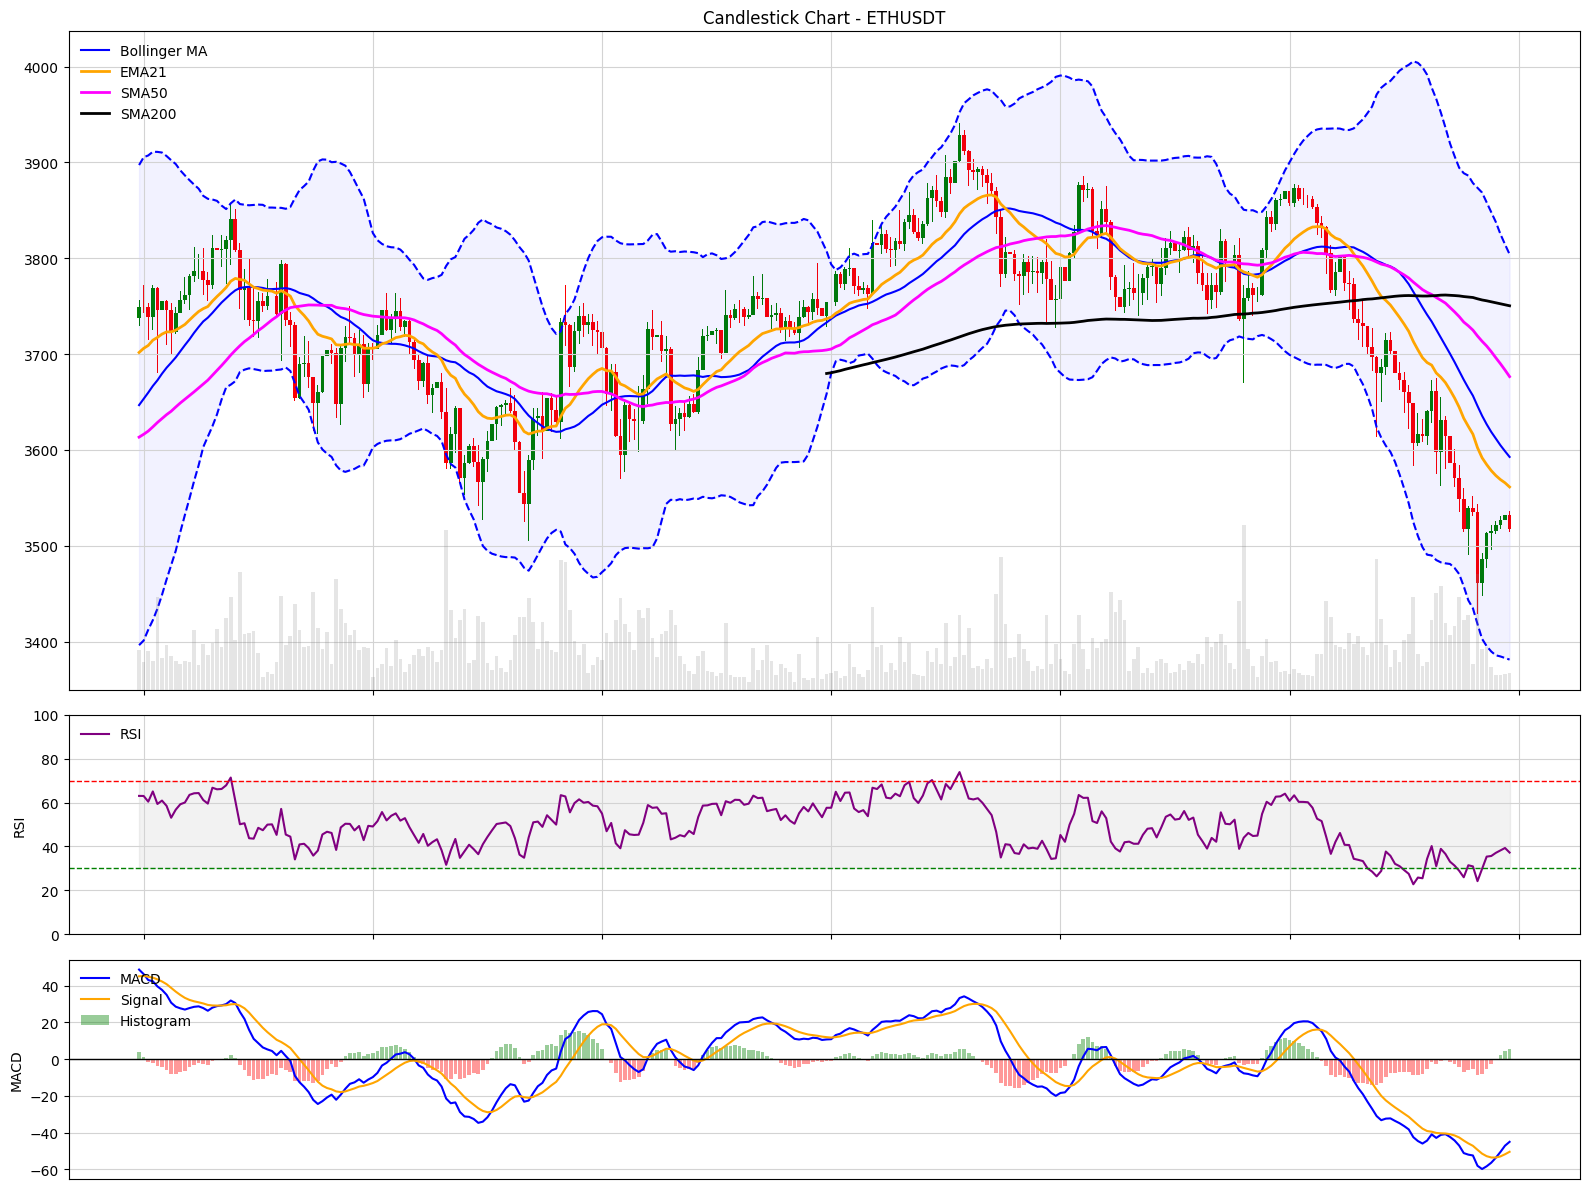 Candlestick Chart - ETHUSDT
Bollinger MA
EMA21
SMA50
SMA200
4000
3900
3800
3700
3600
3500
3400
RSI
100
80
60
40
20
0
RSI
MACD
Signal
Histogram
40
20
0
−20
−40
−60
MACD